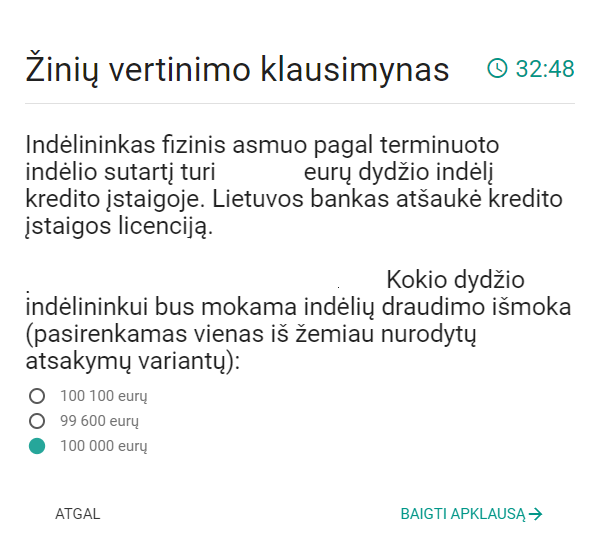 Žinių vertinimo klausimynas
32:48
Indėlininkas fizinis asmuo pagal terminuoto
indėlio sutartį turi eurų dydžio indėlį
kredito įstaigoje. Lietuvos bankas atšaukė kredito
įstaigos licenciją.
Kokio dydžio
indėlininkui bus mokama indėlių draudimo išmoka
(pasirenkamas vienas iš žemiau nurodytų
atsakymų variantų):
100 100 eurų
99 600 eurų
100 000 eurų
ATGAL
BAIGTI APKLAUSĄ